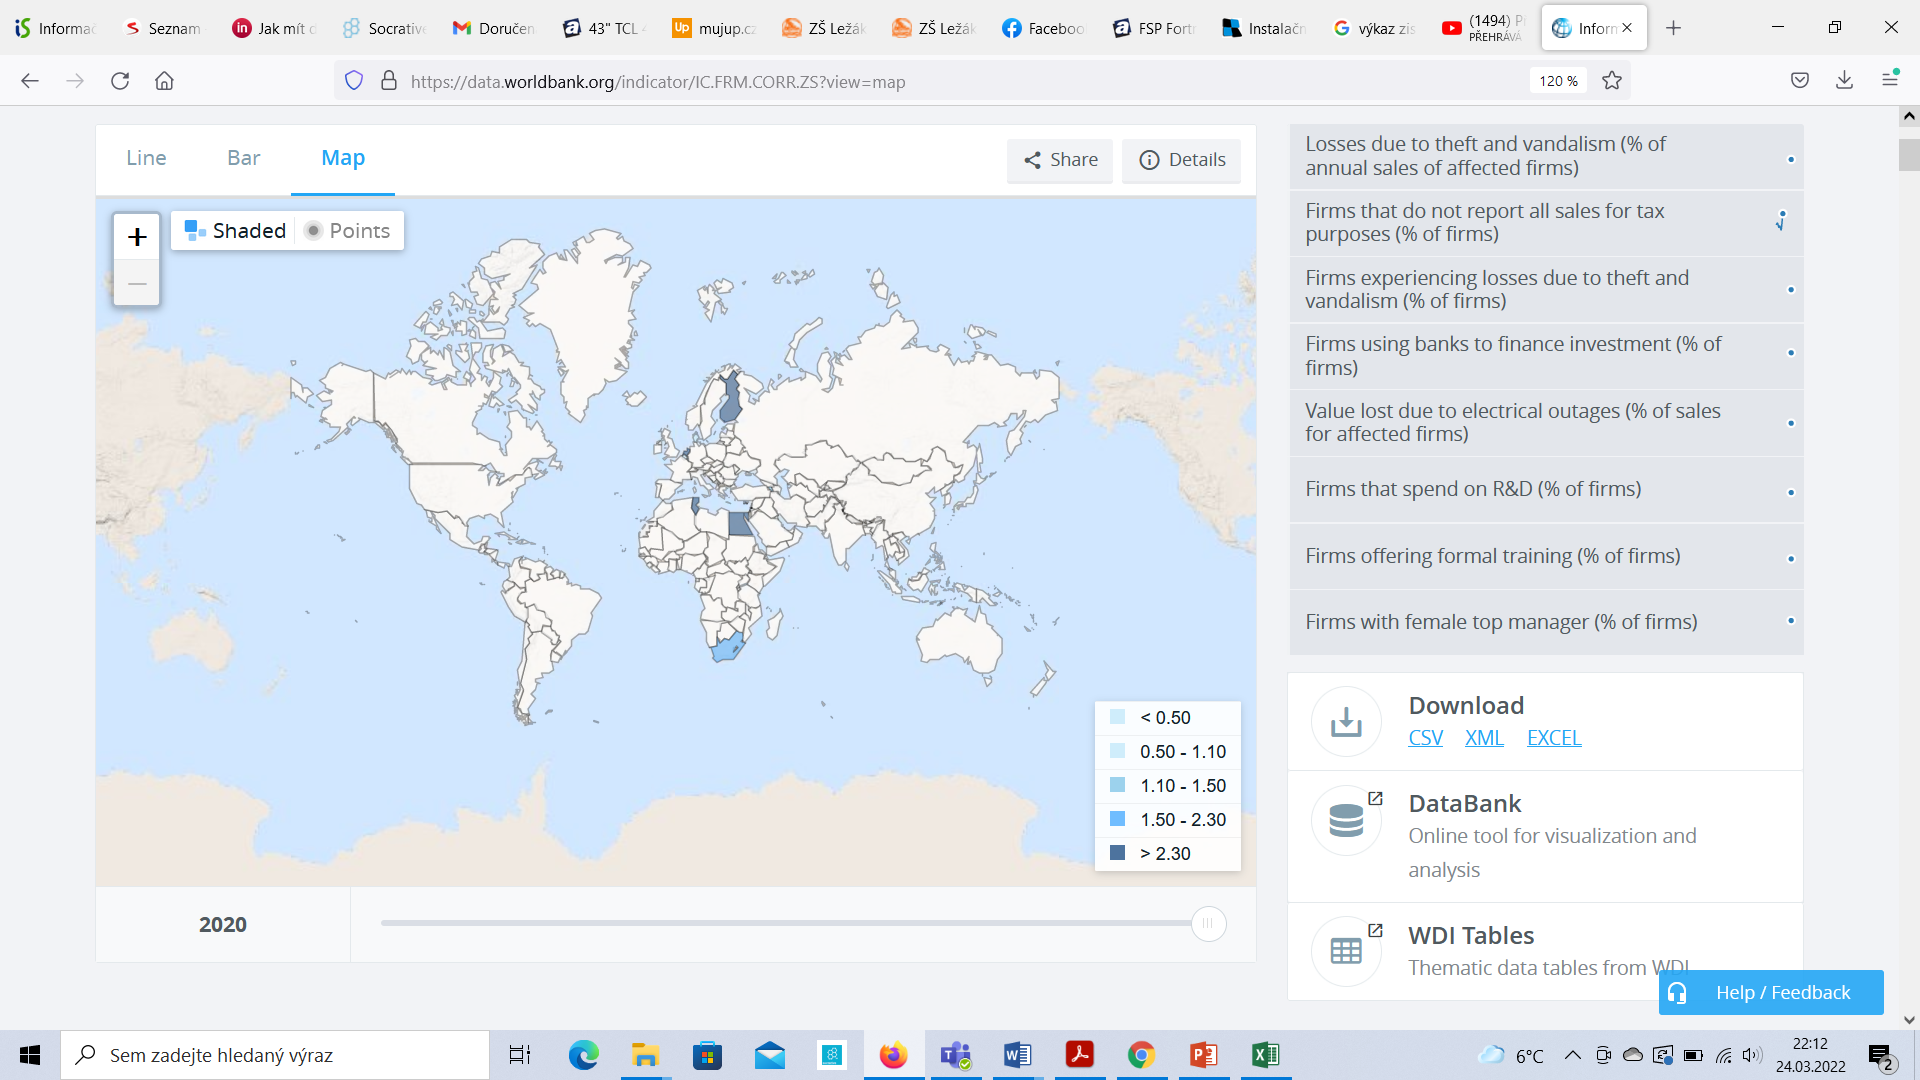 Informac
Seznam
Jak mít d
Socrative
Doručen
43" TCL 4
mujup.cz
ZŠ Ležák
ZŠ Ležák
Faceboo
FSP Fortr
Instalačn
výkaz zis
(1494) P
PŘEHRÁVÁ
Inforn
https://data.worldbank.org/indicator/IC.FRM.CORR.ZS?view=map
120 %
Line
Bar
Map
Share
Details
+
Shaded
Points
—
< 0.50
0.50 - 1.10
1.10 - 1.50
1.50 - 2.30
> 2.30
2020
Losses due to theft and vandalism (% of
annual sales of affected firms)
Firms that do not report all sales for tax
purposes (% of firms)
Firms experiencing losses due to theft and
vandalism (% of firms)
Firms using banks to finance investment (% of
firms)
Value lost due to electrical outages (% of sales
for affected firms)
Firms that spend on R&D (% of firms)
Firms offering formal training (% of firms)
Firms with female top manager (% of firms)
Download
CSV XML EXCEL
DataBank
Online tool for visualization and
analysis
WDI Tables
Thematic data tables from WDI
Help / Feedback
Sem zadejte hledaný výraz
6°C
22:12
24.03.2022
2